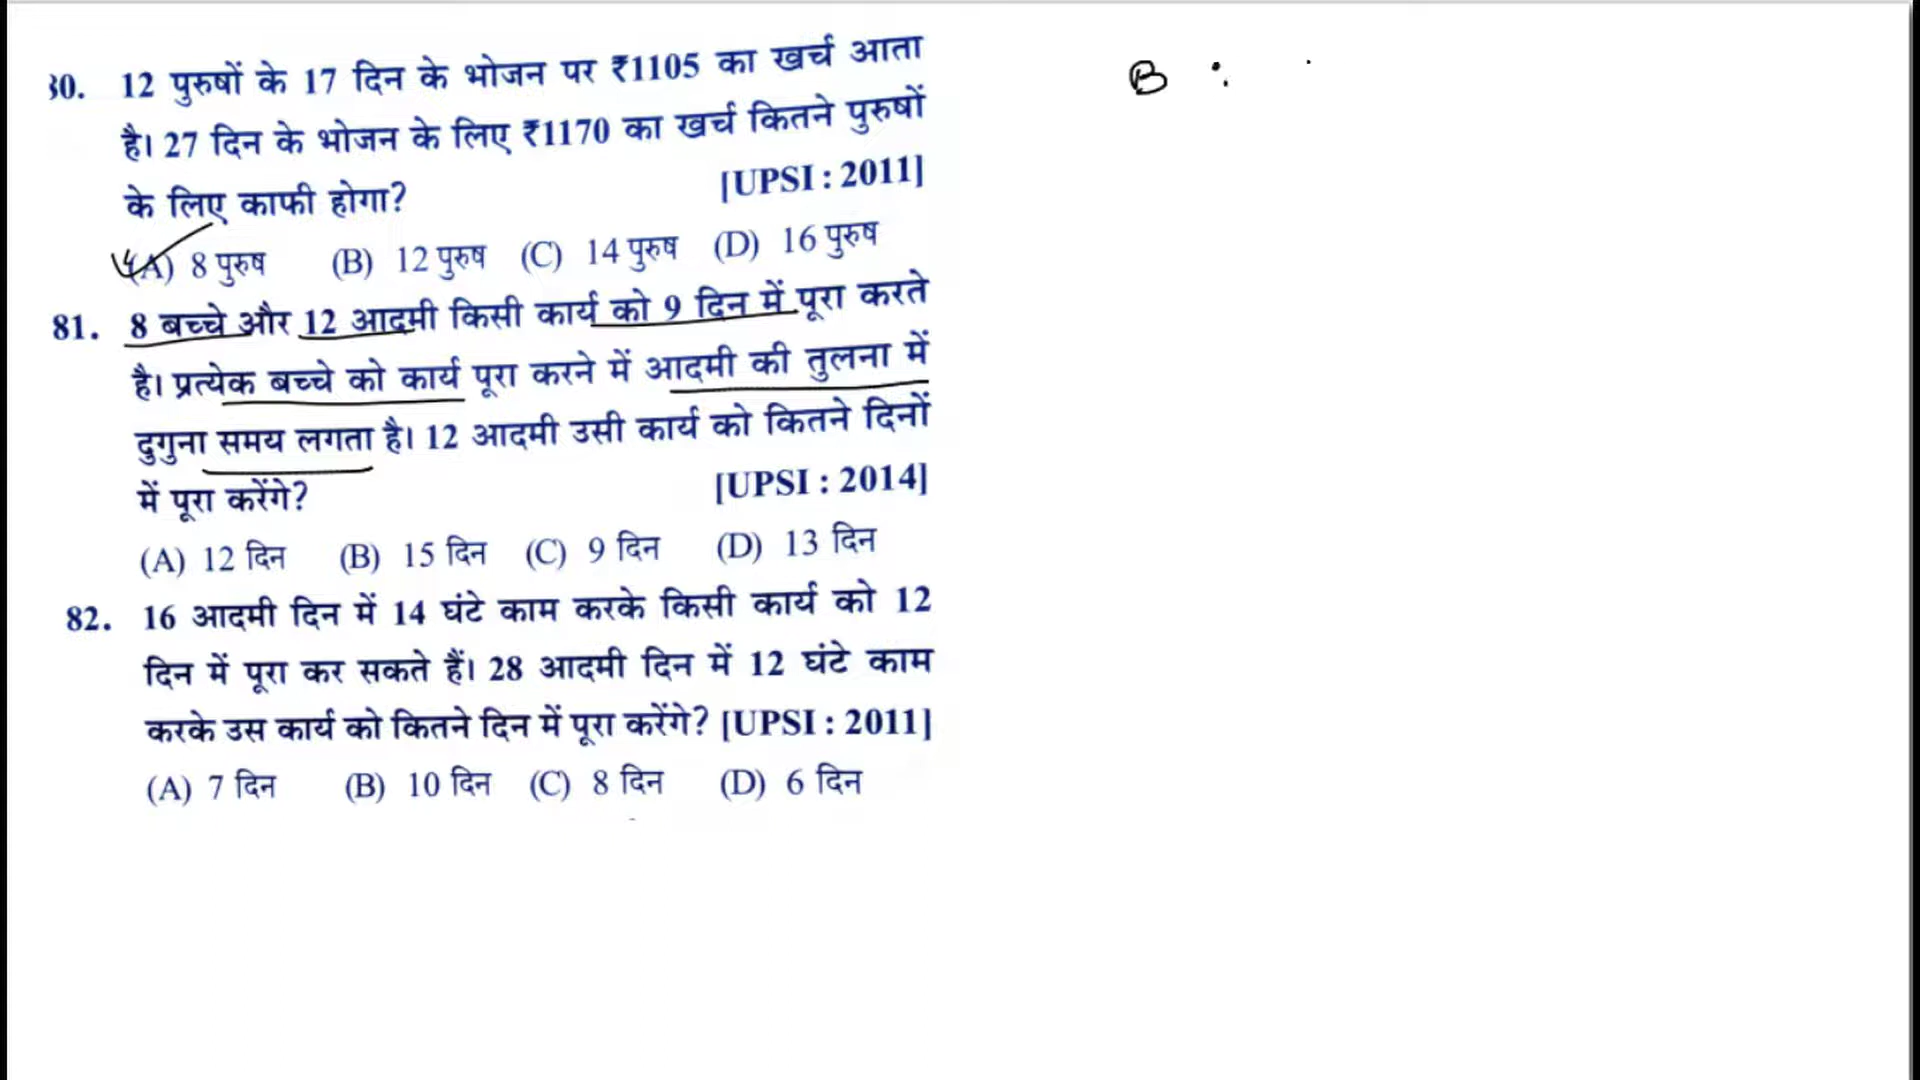 30. 12 पुरुषों के 17 दिन के भोजन पर ₹1105 का खर्च आता
है। 27 दिन के भोजन के लिए ₹1170 का खर्च कितने पुरुषों
के लिए काफी होगा? [UPSI : 2011]
(A) 8 पुरुष (B) 12 पुरुष (C) 14 पुरुष (D) 16 पुरुष
81. 8 बच्चे और 12 आदमी किसी कार्य को 9 दिन में पूरा करते
है। प्रत्येक बच्चे को कार्य पूरा करने में आदमी की तुलना में
दुगुना समय लगता है। 12 आदमी उसी कार्य को कितने दिनों
में पूरा करेंगे? [UPSI : 2014]
(A) 12 दिन (B) 15 दिन (C) 9 दिन (D) 13 दिन
82. 16 आदमी दिन में 14 घंटे काम करके किसी कार्य को 12
दिन में पूरा कर सकते हैं। 28 आदमी दिन में 12 घंटे काम
करके उस कार्य को कितने दिन में पूरा करेंगे? [UPSI : 2011]
(A) 7 दिन (B) 10 दिन (C) 8 दिन (D) 6 दिन
B :